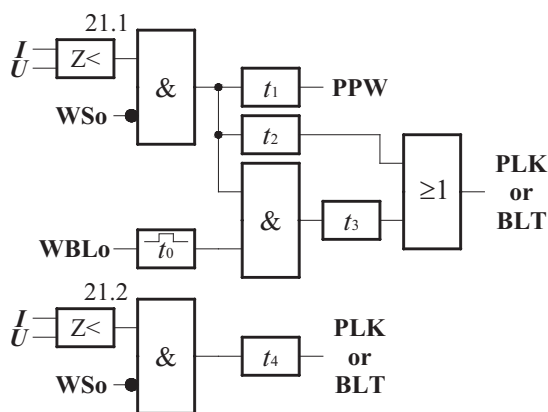 21.1
I
U
Z<
&
WSo
t1
PPW
t2
PLK
or
BLT
≥1
&
t3
WBLo
t0
21.2
I
U
Z<
&
WSo
t4
PLK
or
BLT